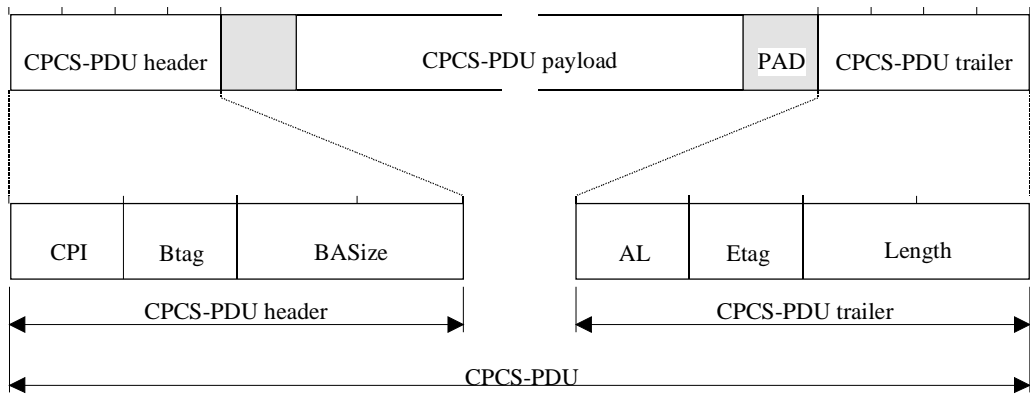 CPCS-PDU header CPCS-PDU payload PAD CPCS-PDU trailer
CPI Btag BASize AL Etag Length
CPCS-PDU header CPCS-PDU trailer
CPCS-PDU